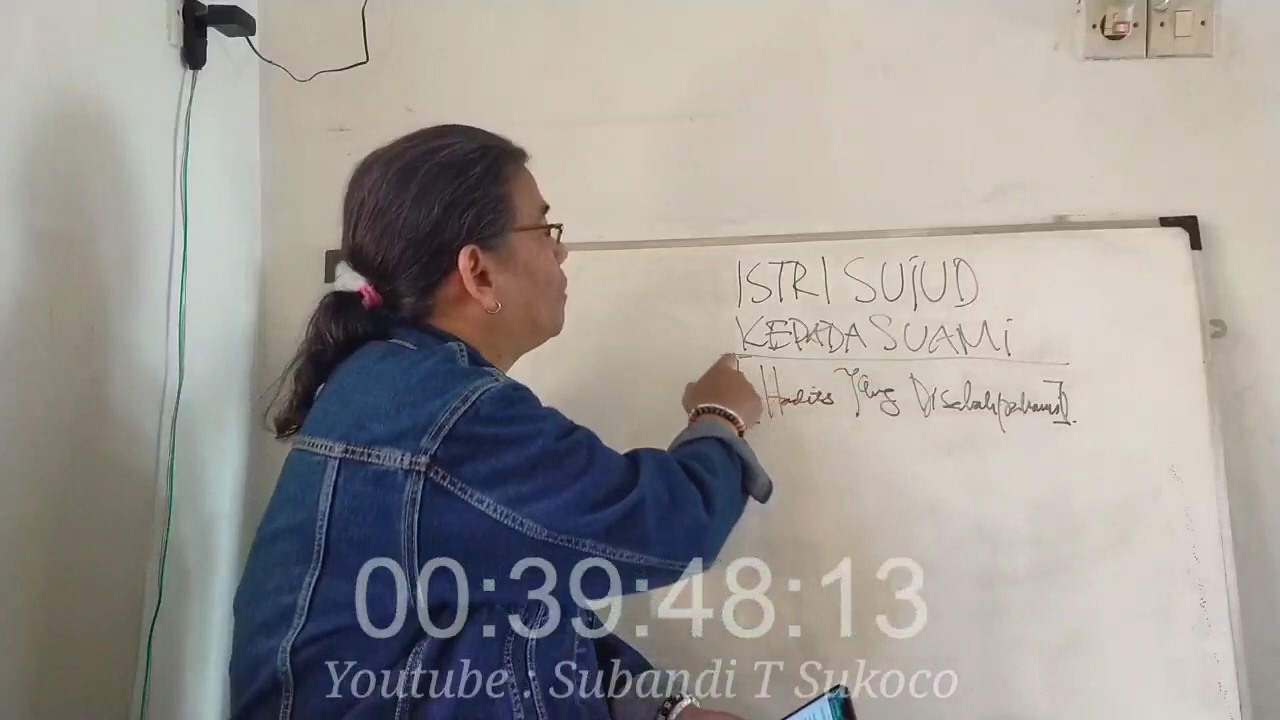 ISTRI SUJUD
KEPADA SUAMI
[Hadits Yang Disalahpahami].
00:39:48:13
Youtube . Subandi T Sukoco